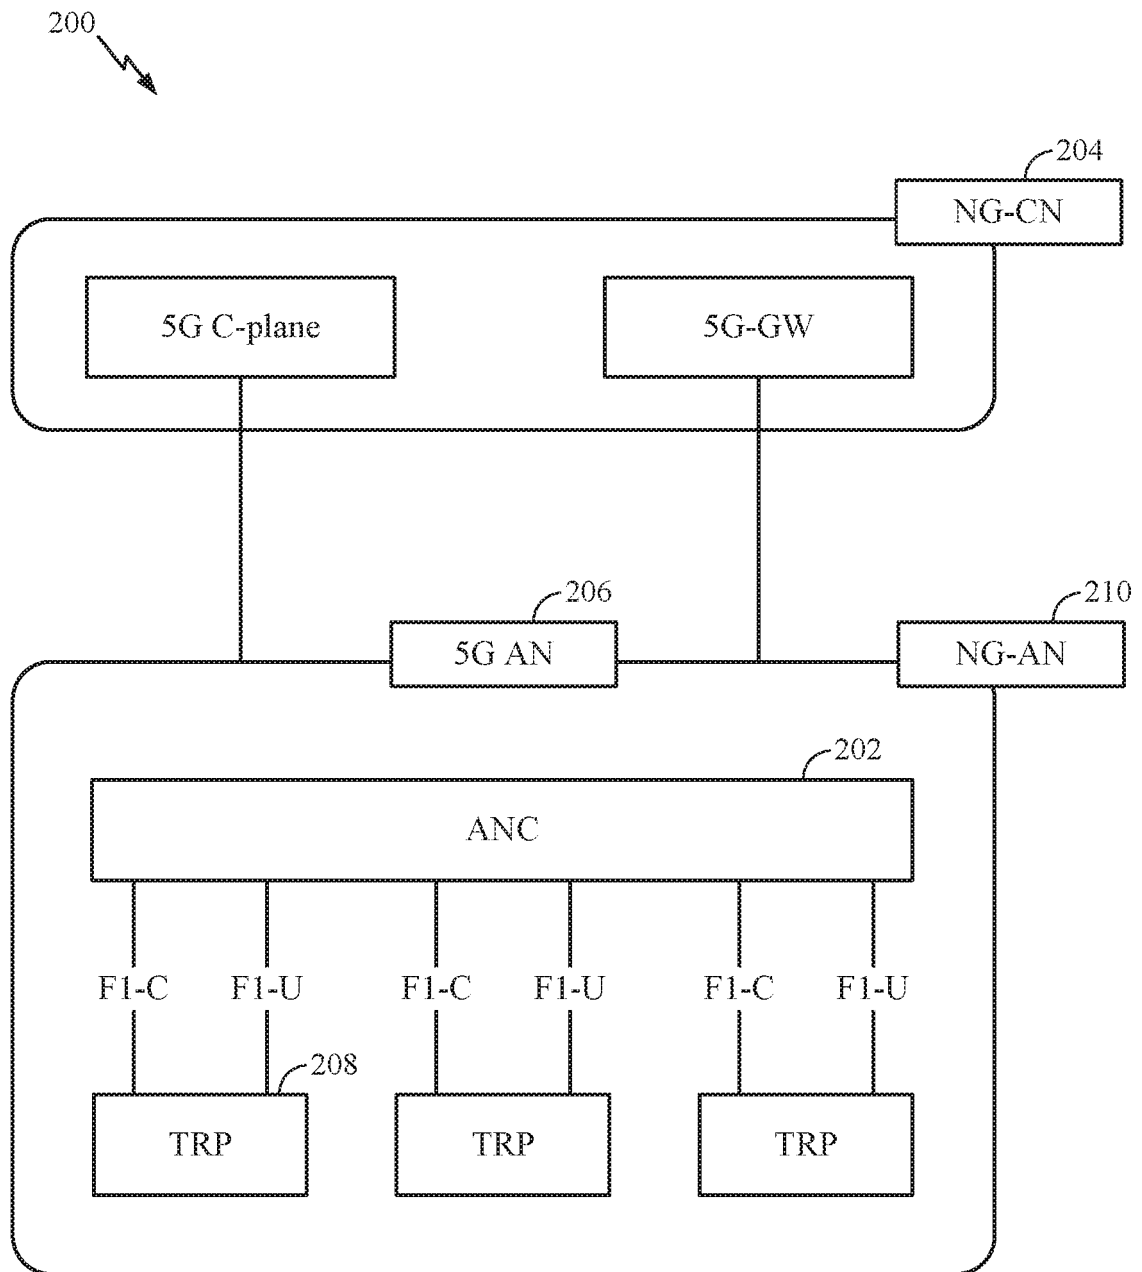 200
204
NG-CN
5G C-plane
5G-GW
206
210
5G AN
NG-AN
202
ANC
F1-C
F1-U
F1-C
F1-U
F1-C
F1-U
208
TRP
TRP
TRP